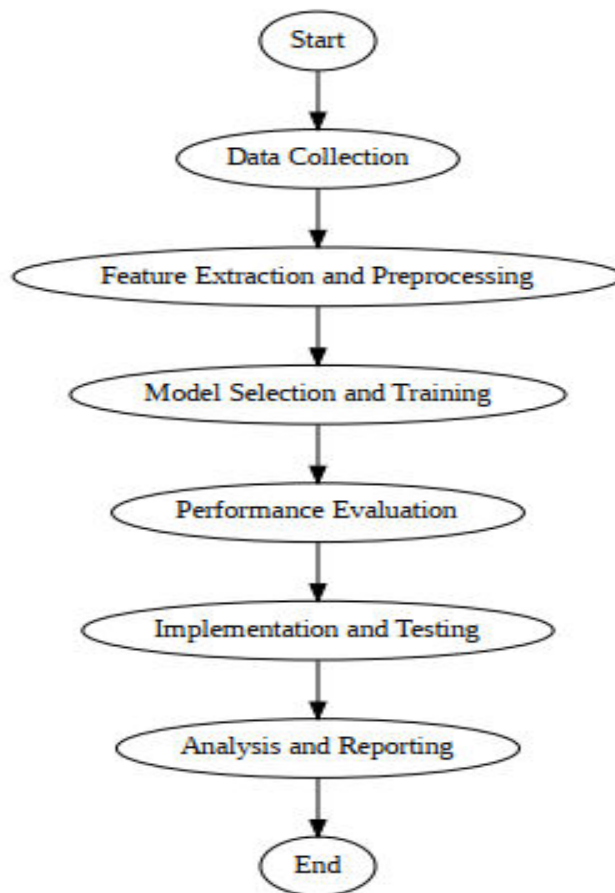 Start
Data Collection
Feature Extraction and Preprocessing
Model Selection and Training
Performance Evaluation
Implementation and Testing
Analysis and Reporting
End